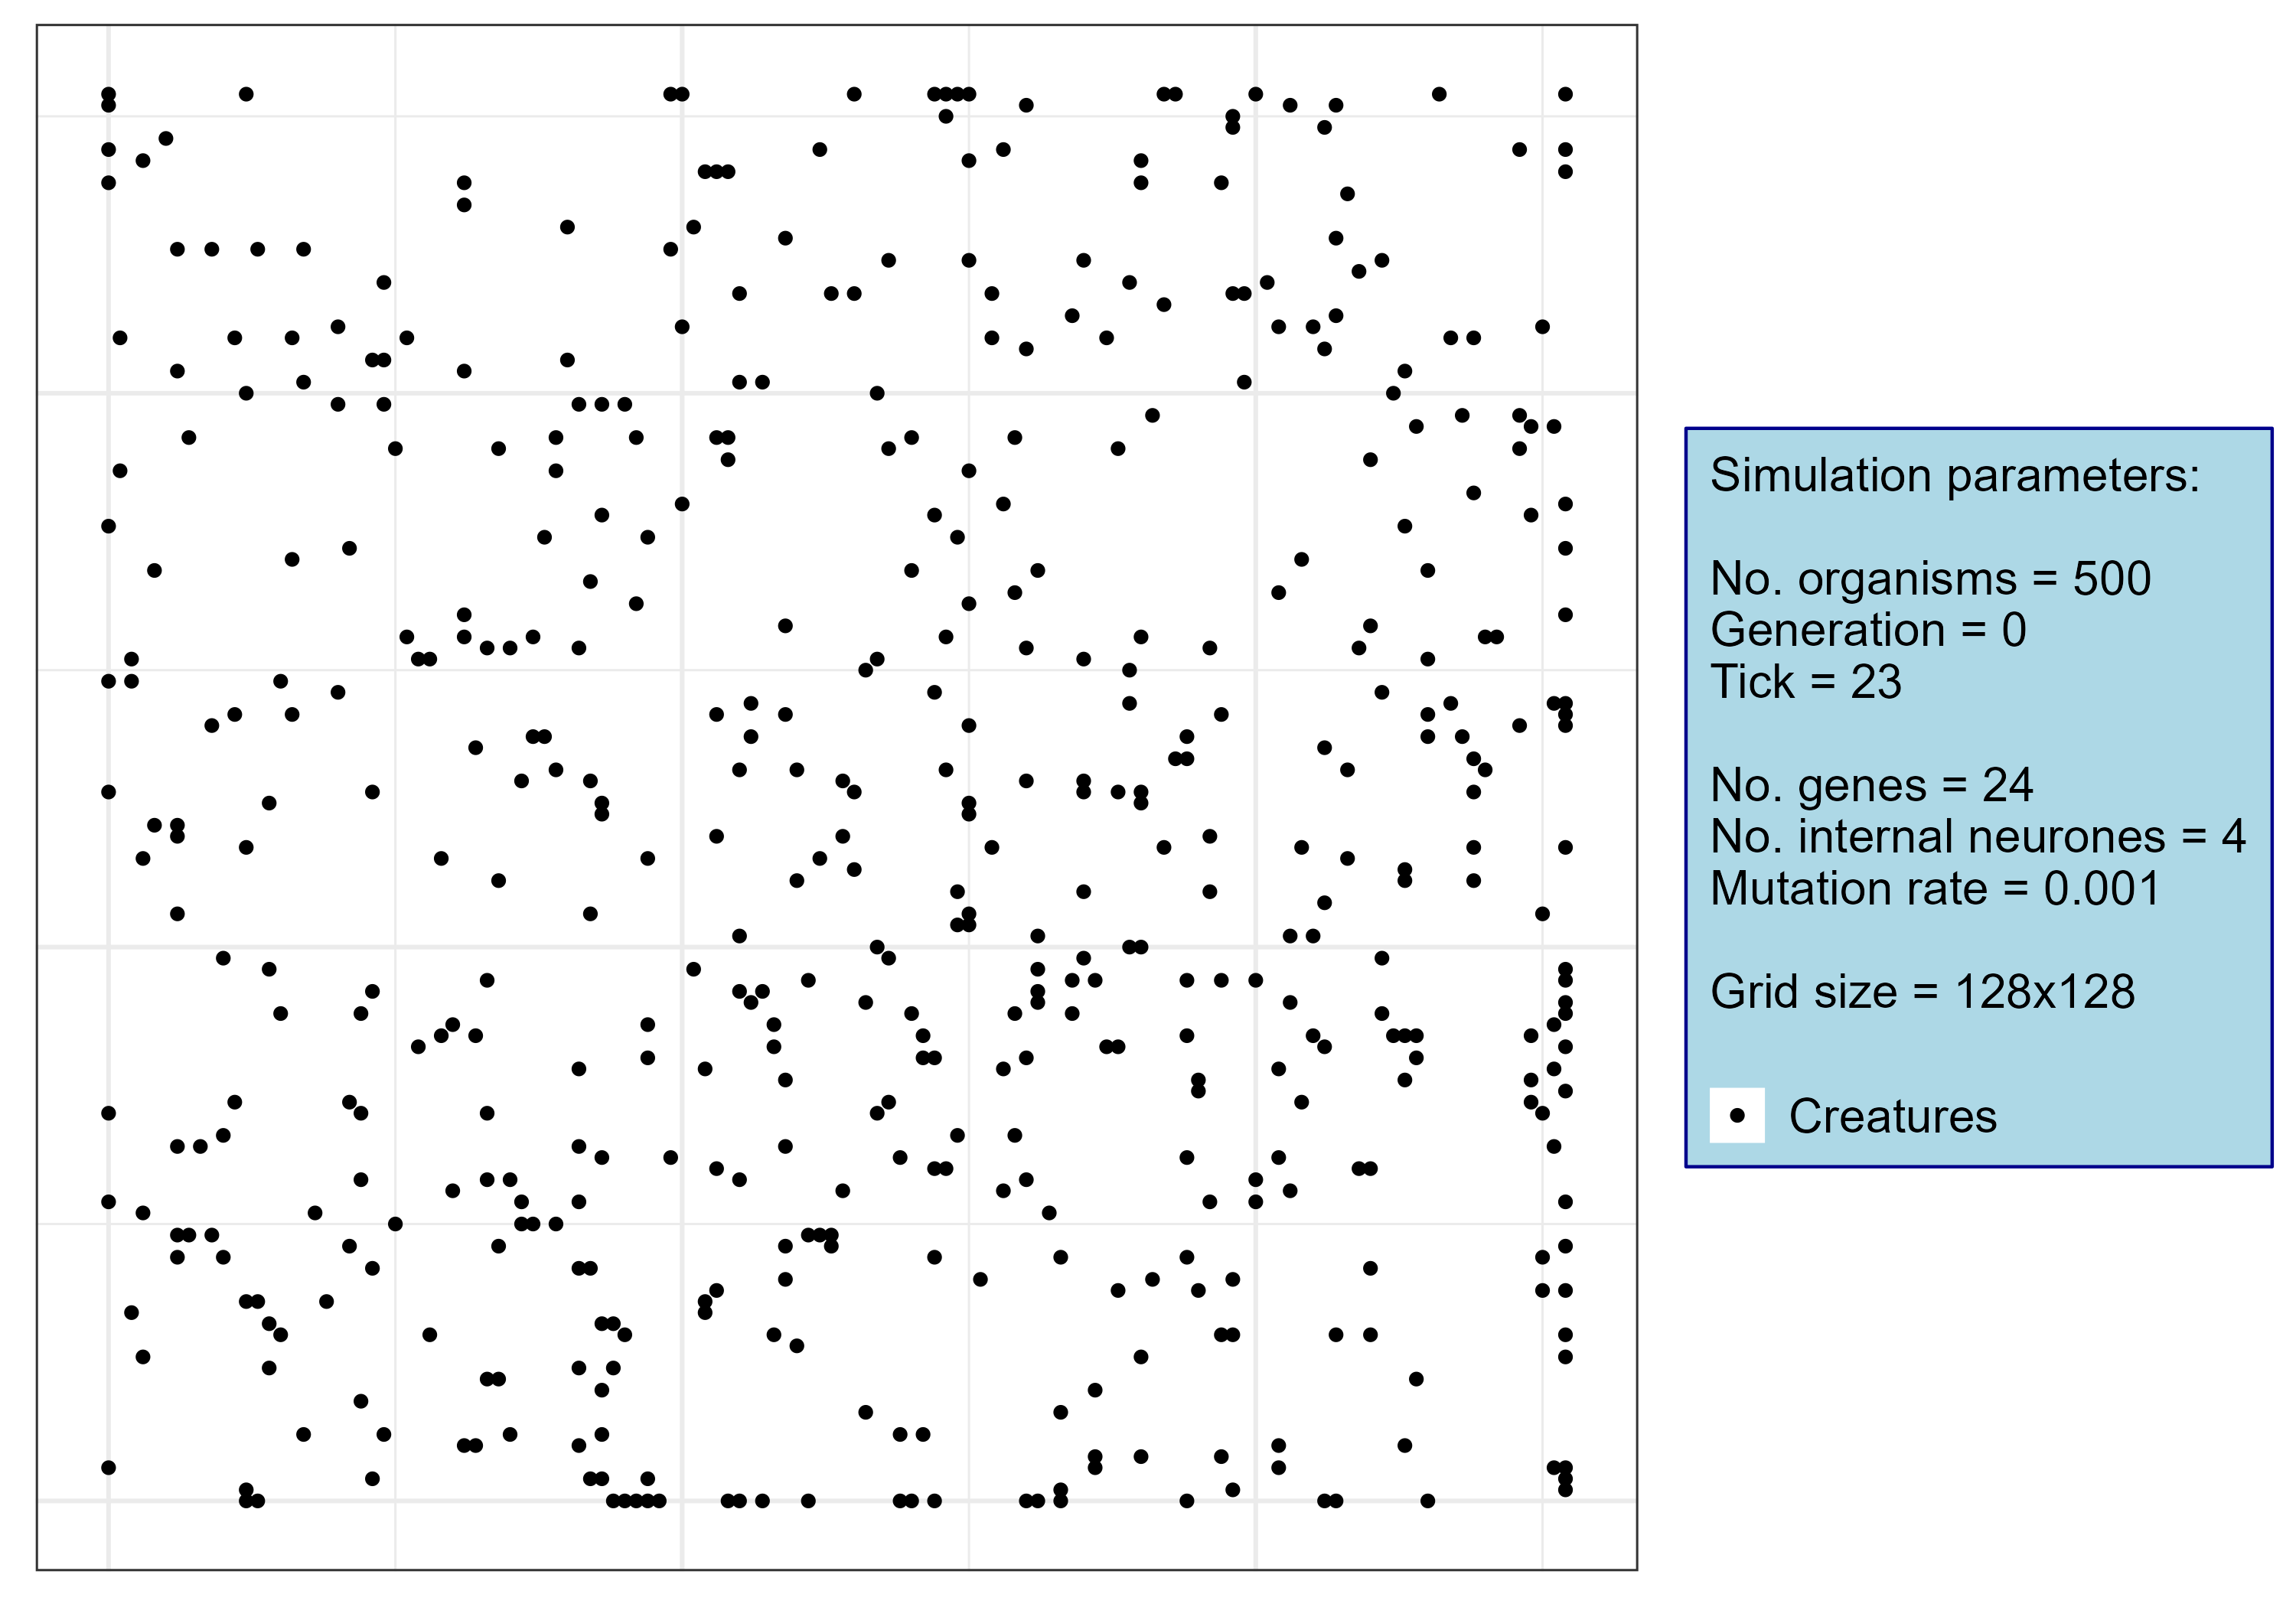 Simulation parameters:
No. organisms = 500
Generation = 0
Tick = 23
No. genes = 24
No. internal neurones = 4
Mutation rate = 0.001
Grid size = 128x128
Creatures